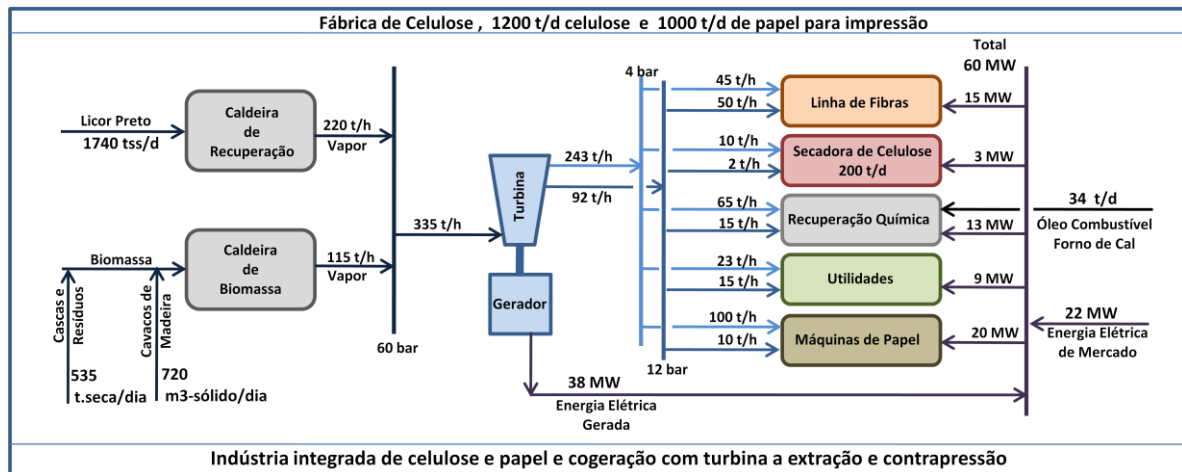 Fábrica de Celulose , 1200 t/d celulose e 1000 t/d de papel para impressão
Total
60 MW
4 bar
45 t/h
50 t/h
Linha de Fibras
15 MW
Licor Preto
1740 tss/d
Caldeira
de
Recuperação
220 t/h
Vapor
10 t/h
2 t/h
Secadora de Celulose
200 t/d
3 MW
243 t/h
92 t/h
Turbina
65 t/h
15 t/h
Recuperação Química
13 MW
34 t/d
Óleo Combustível
Forno de Cal
335 t/h
Biomassa
Caldeira
de
Biomassa
115 t/h
Vapor
23 t/h
15 t/h
Utilidades
9 MW
Gerador
Cascas e
Resíduos
Cavacos de
Madeira
100 t/h
10 t/h
Máquinas de Papel
20 MW
22 MW
Energia Elétrica
de Mercado
60 bar
12 bar
535
t.seca/dia
720
m3-sólido/dia
38 MW
Energia Elétrica
Gerada
Indústria integrada de celulose e papel e cogeração com turbina a extração e contrapressão